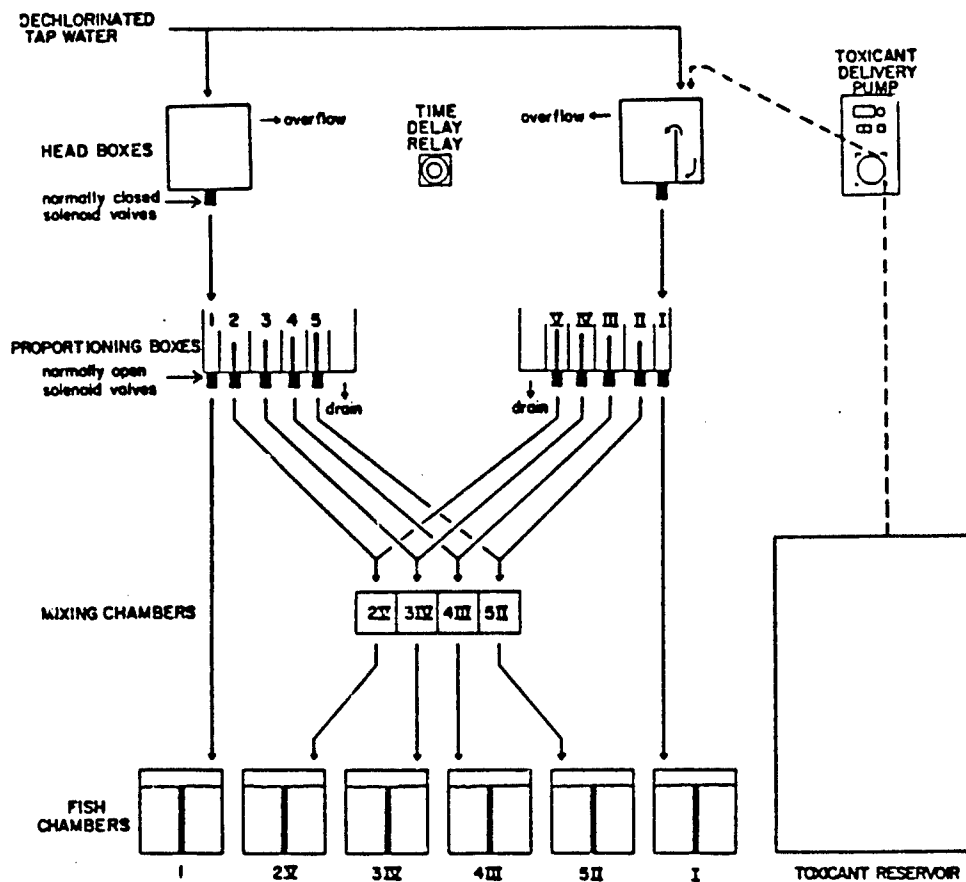 DECHLORINATED
TAP WATER
TOXICANT
DELIVERY
PUMP
overflow
TIME
DELAY
RELAY
overflow
HEAD BOXES
normally closed
solenoid valves
1 2 3 4 5
V IV III II I
PROPORTIONING BOXES
normally open
solenoid valves
drain
drain
MIXING CHAMBERS
2V 3IV 4III 5II
FISH
CHAMBERS
1 2V 3IV 4III 5II I
TOXICANT RESERVOIR